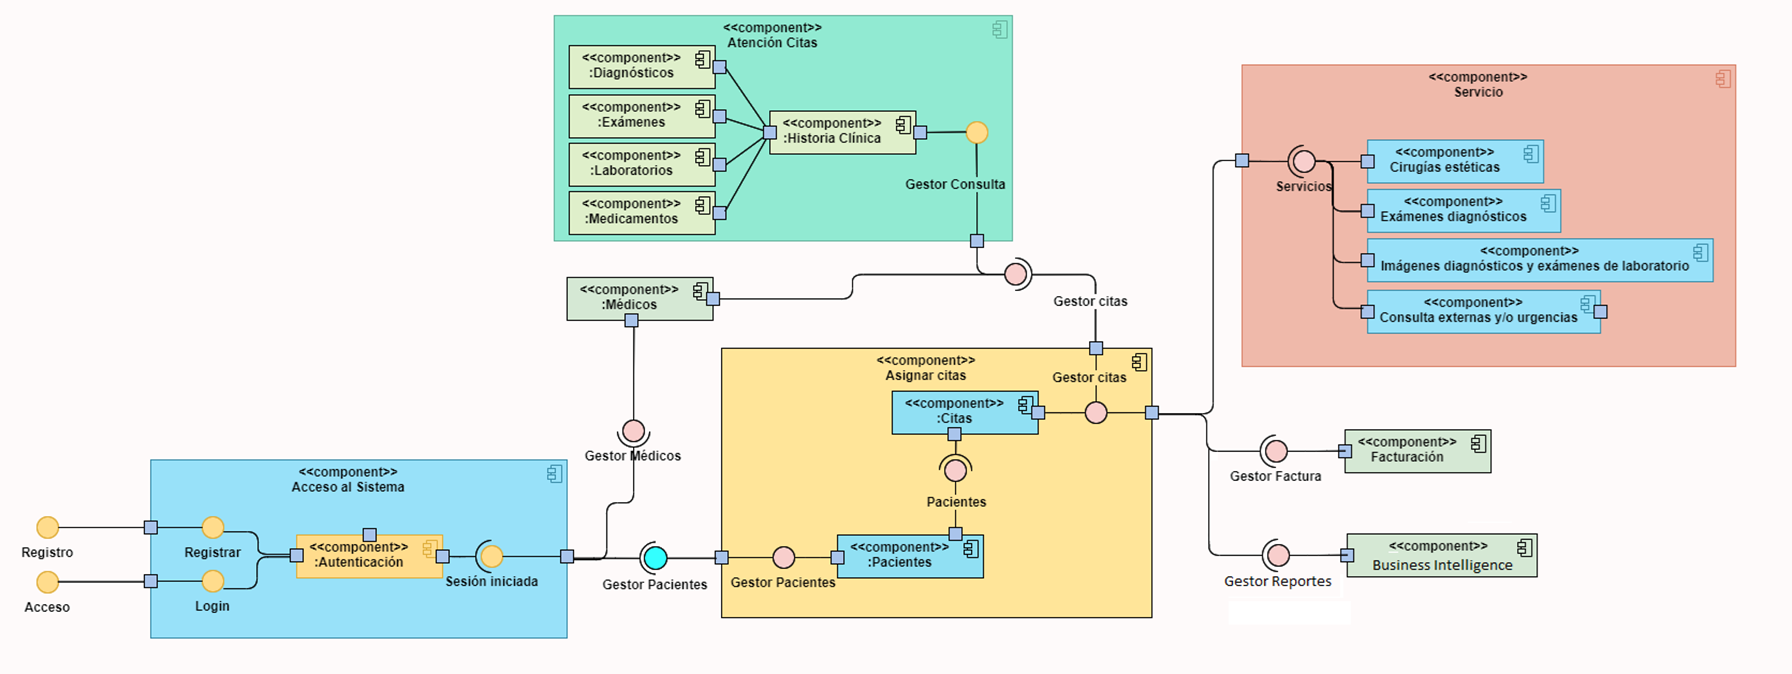 <<component>>
Atención Citas
<<component>>
:Diagnósticos
<<component>>
:Exámenes
<<component>>
:Laboratorios
<<component>>
:Medicamentos
<<component>>
:Historia Clínica
Gestor Consulta
<<component>>
Servicio
Servicios
<<component>>
Cirugías estéticas
<<component>>
Exámenes diagnósticos
<<component>>
Imágenes diagnósticos y exámenes de laboratorio
<<component>>
Consulta externas y/o urgencias
<<component>>
:Médicos
Gestor citas
Gestor Médicos
<<component>>
Asignar citas
Gestor citas
<<component>>
:Citas
Pacientes
<<component>>
:Pacientes
Gestor Pacientes
Gestor Pacientes
<<component>>
Acceso al Sistema
Registro
Acceso
Registrar
Login
<<component>>
:Autenticación
Sesión iniciada
Gestor Factura
<<component>>
Facturación
Gestor Reportes
<<component>>
Business Intelligence